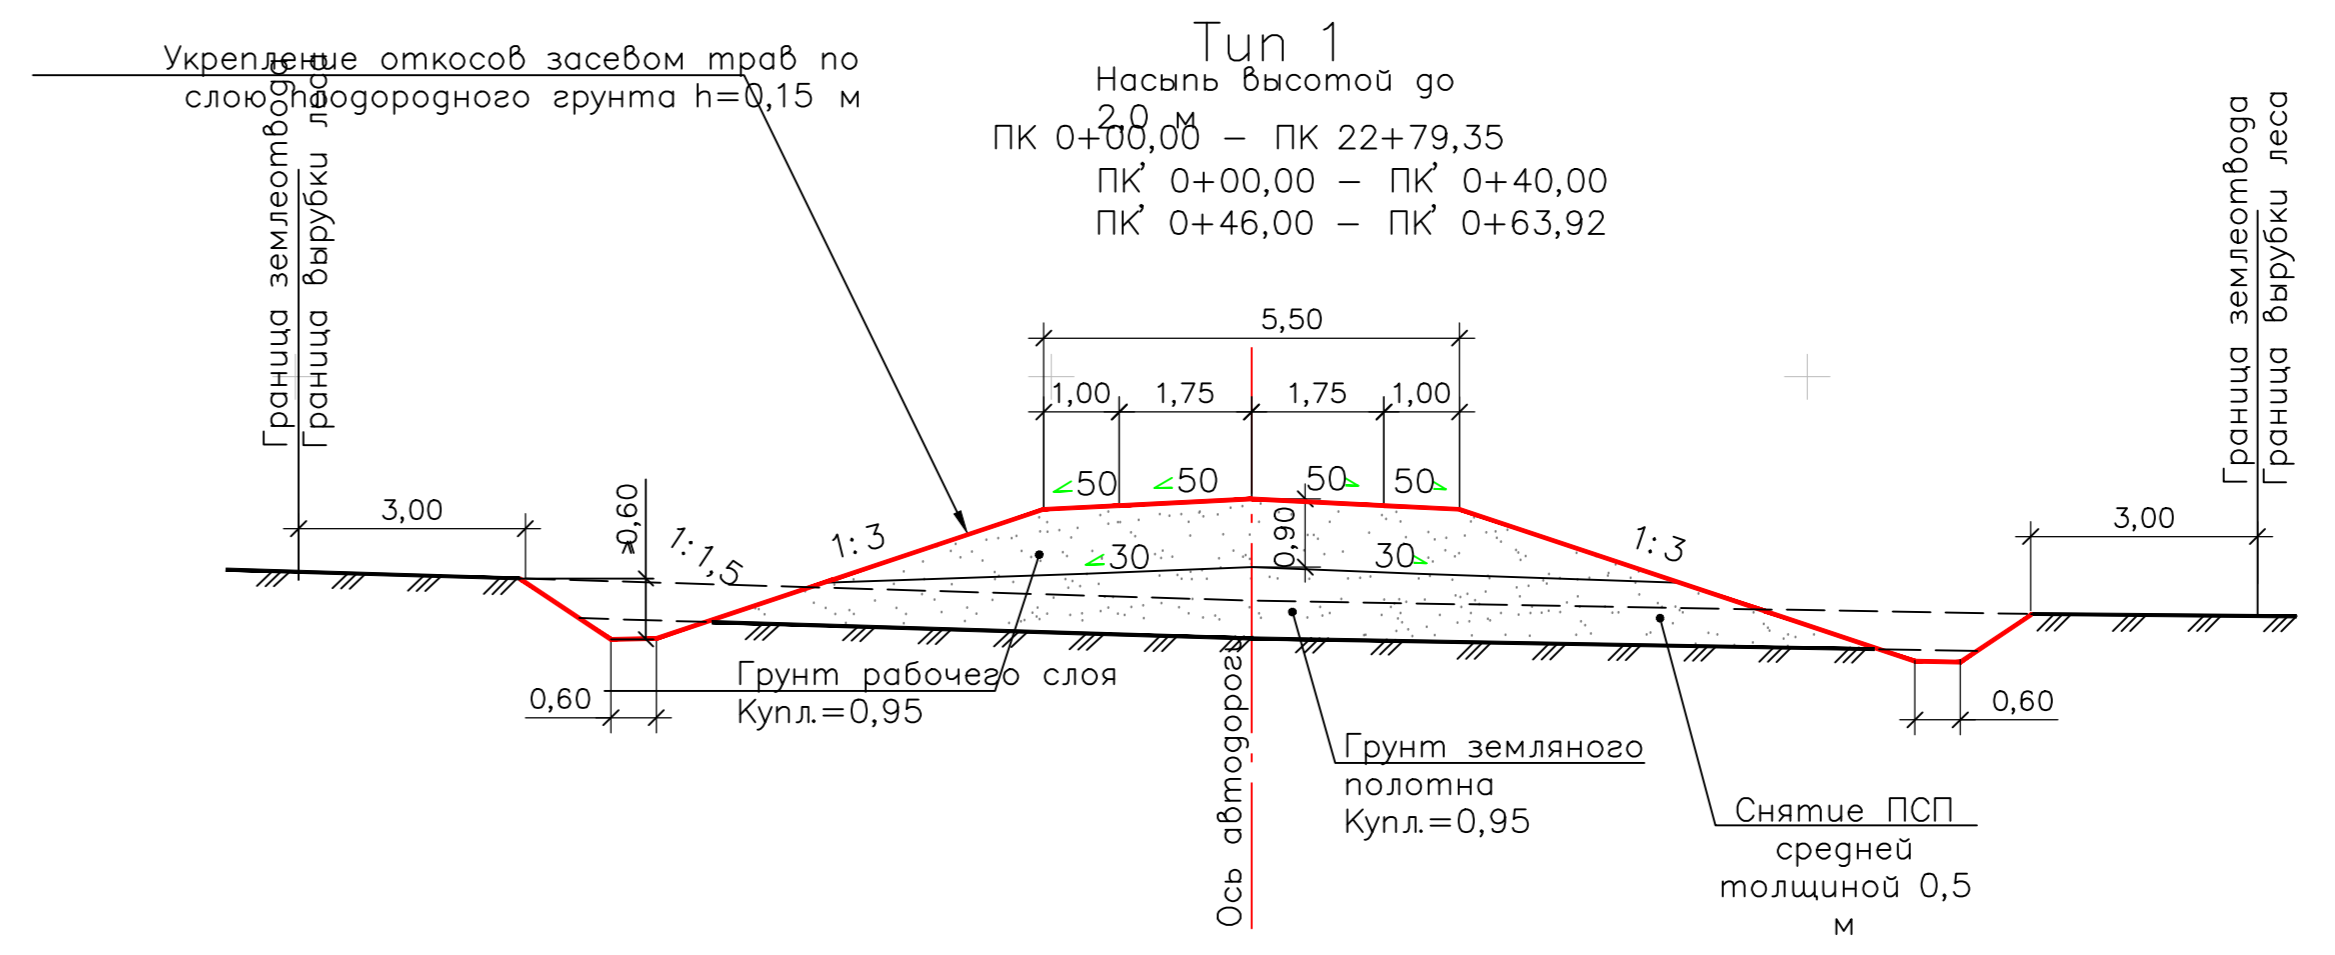 Тип 1
Насыпь высотой до
2,0 м
ПК 0+00,00 – ПК 22+79,35
ПК' 0+00,00 – ПК' 0+40,00
ПК' 0+46,00 – ПК' 0+63,92
Укрепление откосов засевом трав по
слою плодородного грунта h=0,15 м
Граница землеотвода
Граница вырубки леса
Граница землеотвода
Граница вырубки леса
5,50
1,00
1,75
1,75
1,00
50
50
50
50
3,00
≥0,60
1:1,5
1:3
30
0,90
30
1:3
3,00
0,60
Грунт рабочего слоя
Купл.=0,95
Ось автодороги
Грунт земляного
полотна
Купл.=0,95
Снятие ПСП
средней
толщиной 0,5
м
0,60